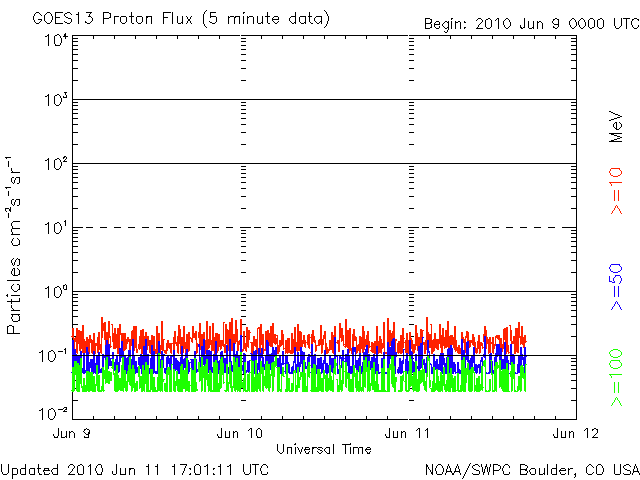 GOES13 Proton Flux (5 minute data)
Begin: 2010 Jun 9 0000 UTC
Particles cm⁻²s⁻¹sr⁻¹
10⁴
10³
10²
10¹
10⁰
10⁻¹
10⁻²
Jun 9
Jun 10
Jun 11
Jun 12
Universal Time
MeV
>=10
>=50
>=100
Updated 2010 Jun 11 17:01:11 UTC
NOAA/SWPC Boulder, CO USA